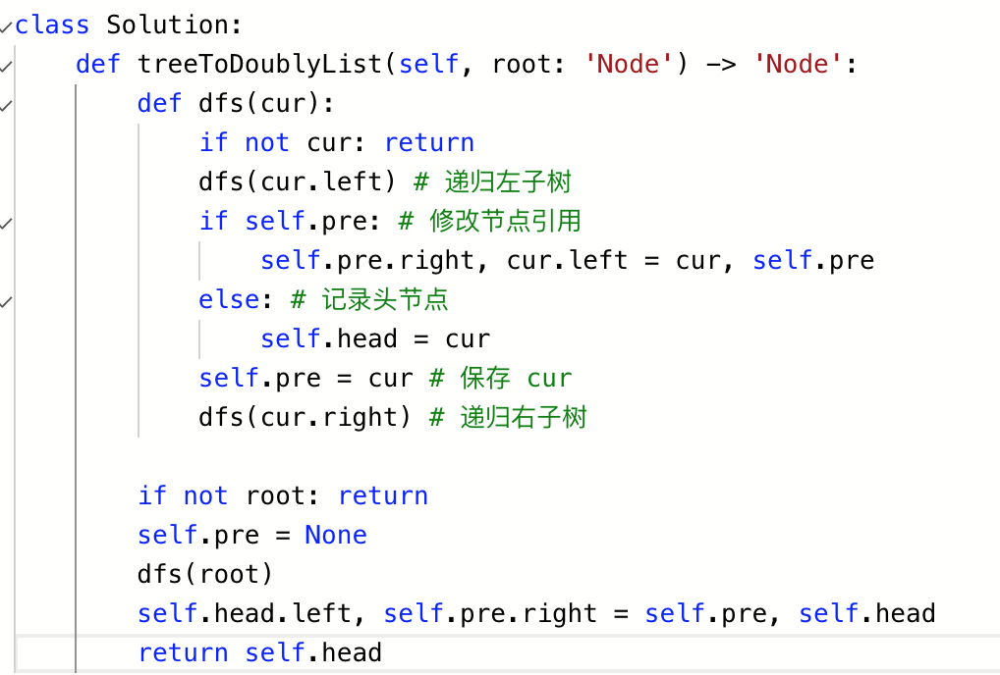 class Solution:
    def treeToDoublyList(self, root: 'Node') -> 'Node':
        def dfs(cur):
            if not cur: return
            dfs(cur.left) # 递归左子树
            if self.pre: # 修改节点引用
                self.pre.right, cur.left = cur, self.pre
            else: # 记录头节点
                self.head = cur
            self.pre = cur # 保存 cur
            dfs(cur.right) # 递归右子树

        if not root: return
        self.pre = None
        dfs(root)
        self.head.left, self.pre.right = self.pre, self.head
        return self.head